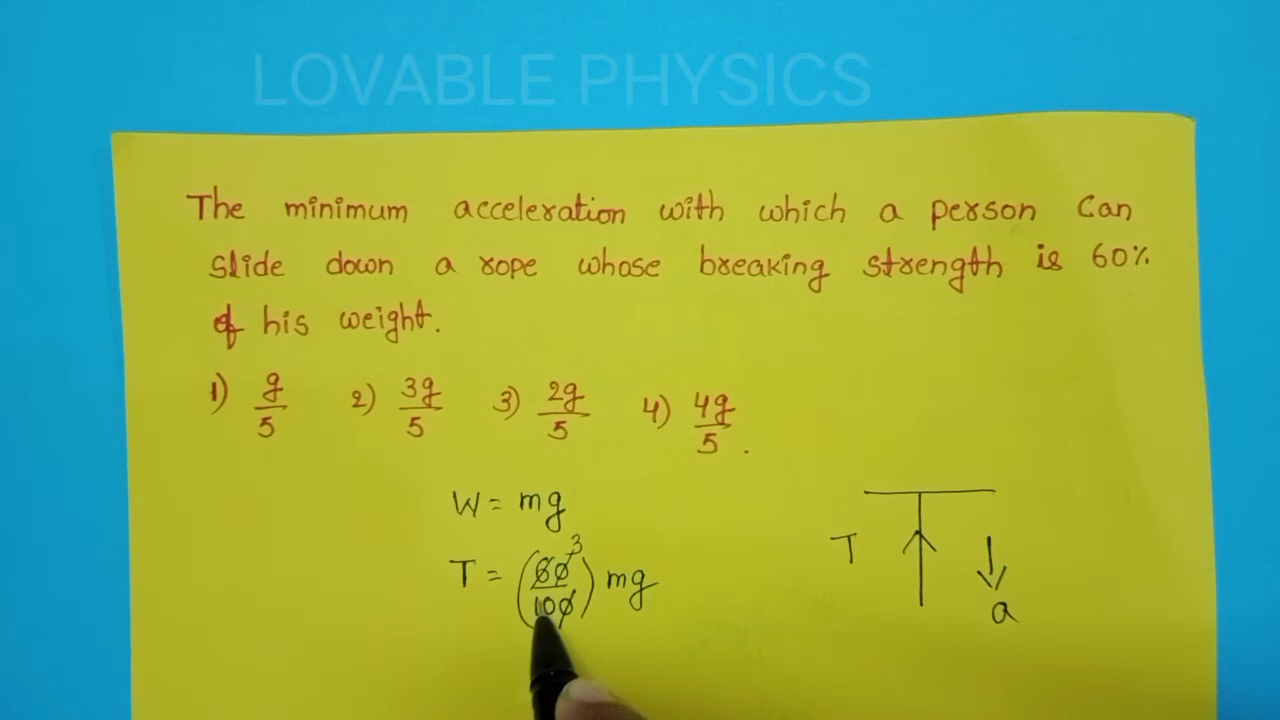 LOVABLE PHYSICS
The minimum acceleration with which a person can
slide down a rope whose breaking strength is 60%
of his weight.
1) g/5 2) 3g/5 3) 2g/5 4) 4g/5 .
W = mg
T = (60/100) mg
3
T
a